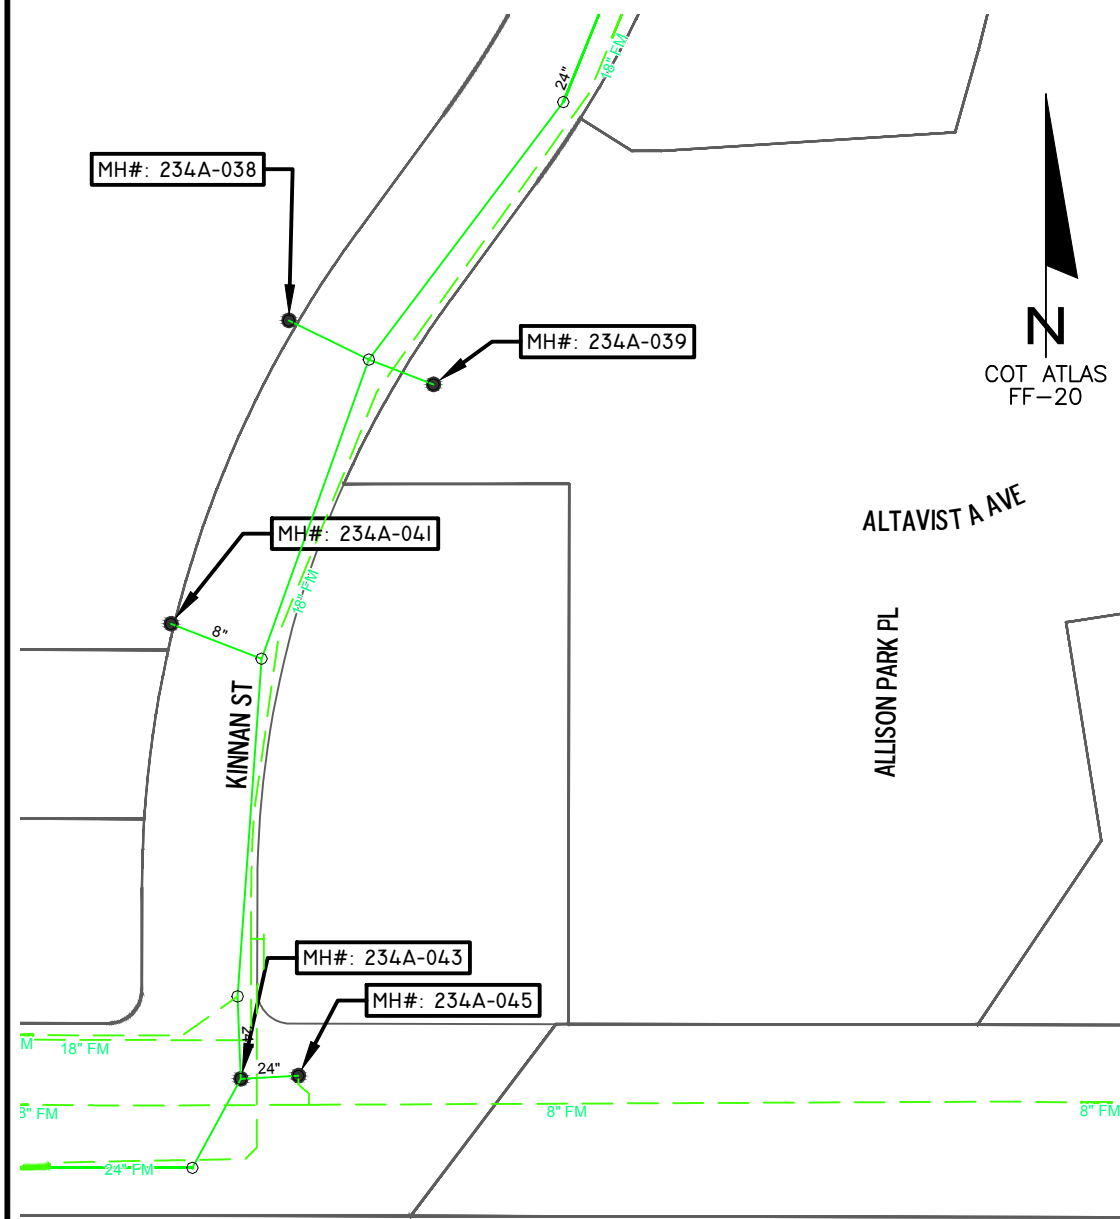 24"
18" FM
MH#: 234A-038
MH#: 234A-039
N
COT ATLAS
FF-20
ALTAVISTA AVE
MH#: 234A-041
18" FM
8"
KINNAN ST
ALLISON PARK PL
MH#: 234A-043
MH#: 234A-045
24
M
18" FM
24"
8" FM
8" FM
8" FM
24" FM